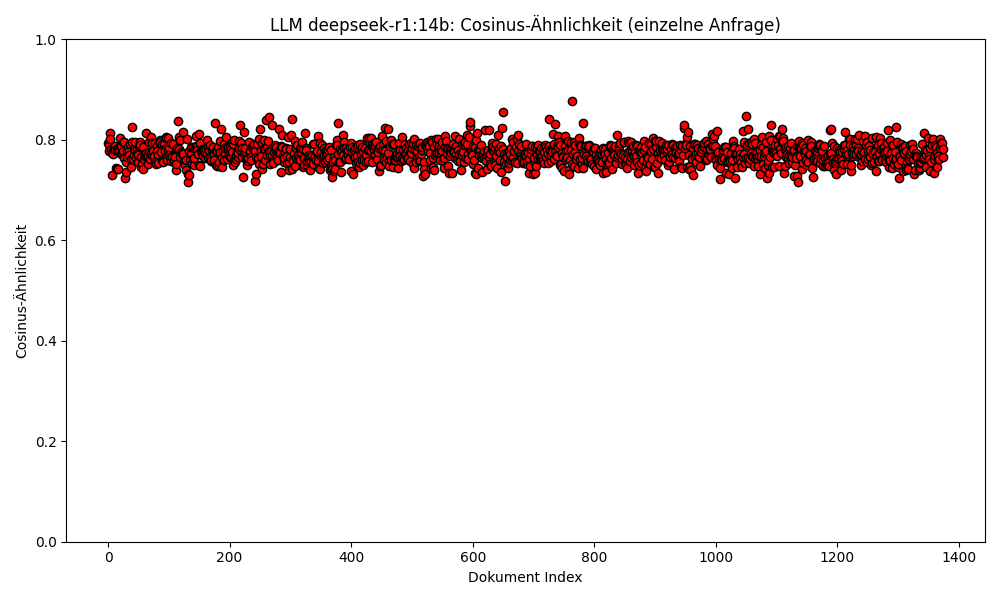 LLM deepseek-r1:14b: Cosinus-Ähnlichkeit (einzelne Anfrage)
1.0
0.8
0.6
0.4
0.2
0.0
Cosinus-Ähnlichkeit
0 200 400 600 800 1000 1200 1400
Dokument Index